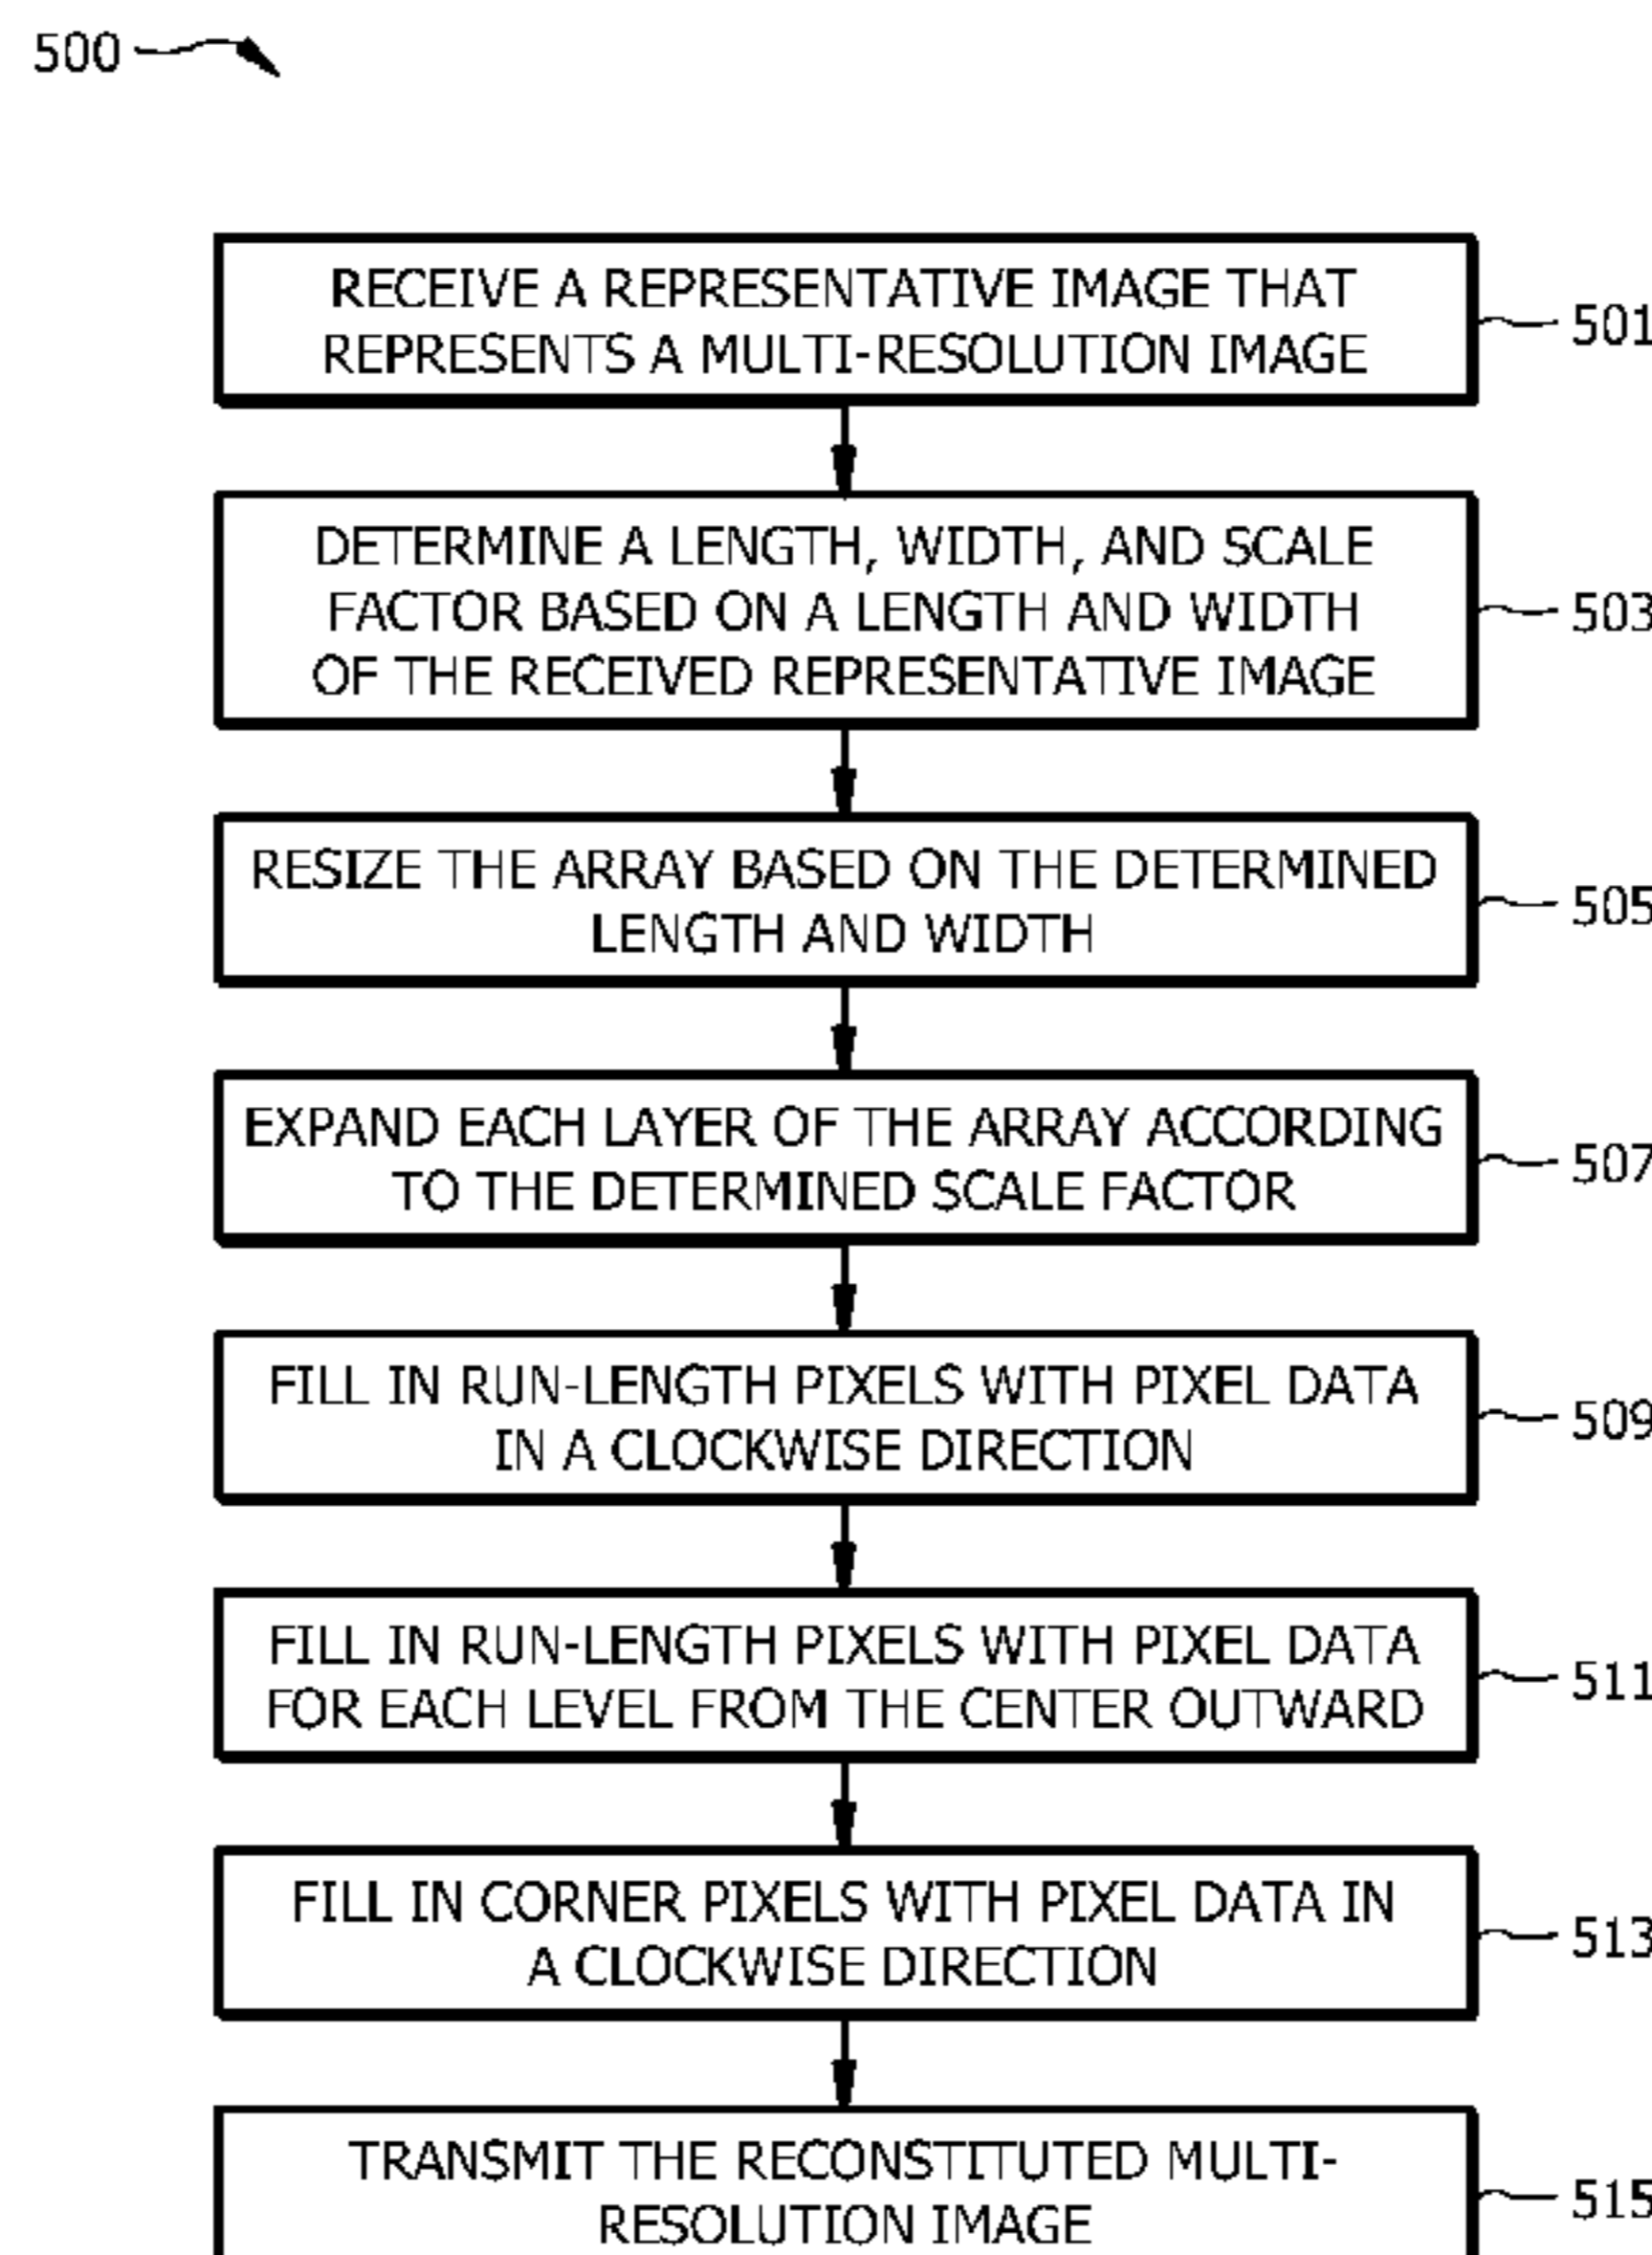 500
RECEIVE A REPRESENTATIVE IMAGE THAT
REPRESENTS A MULTI-RESOLUTION IMAGE
501
DETERMINE A LENGTH, WIDTH, AND SCALE
FACTOR BASED ON A LENGTH AND WIDTH
OF THE RECEIVED REPRESENTATIVE IMAGE
503
RESIZE THE ARRAY BASED ON THE DETERMINED
LENGTH AND WIDTH
505
EXPAND EACH LAYER OF THE ARRAY ACCORDING
TO THE DETERMINED SCALE FACTOR
507
FILL IN RUN-LENGTH PIXELS WITH PIXEL DATA
IN A CLOCKWISE DIRECTION
509
FILL IN RUN-LENGTH PIXELS WITH PIXEL DATA
FOR EACH LEVEL FROM THE CENTER OUTWARD
511
FILL IN CORNER PIXELS WITH PIXEL DATA IN
A CLOCKWISE DIRECTION
513
TRANSMIT THE RECONSTITUTED MULTI-
RESOLUTION IMAGE
515